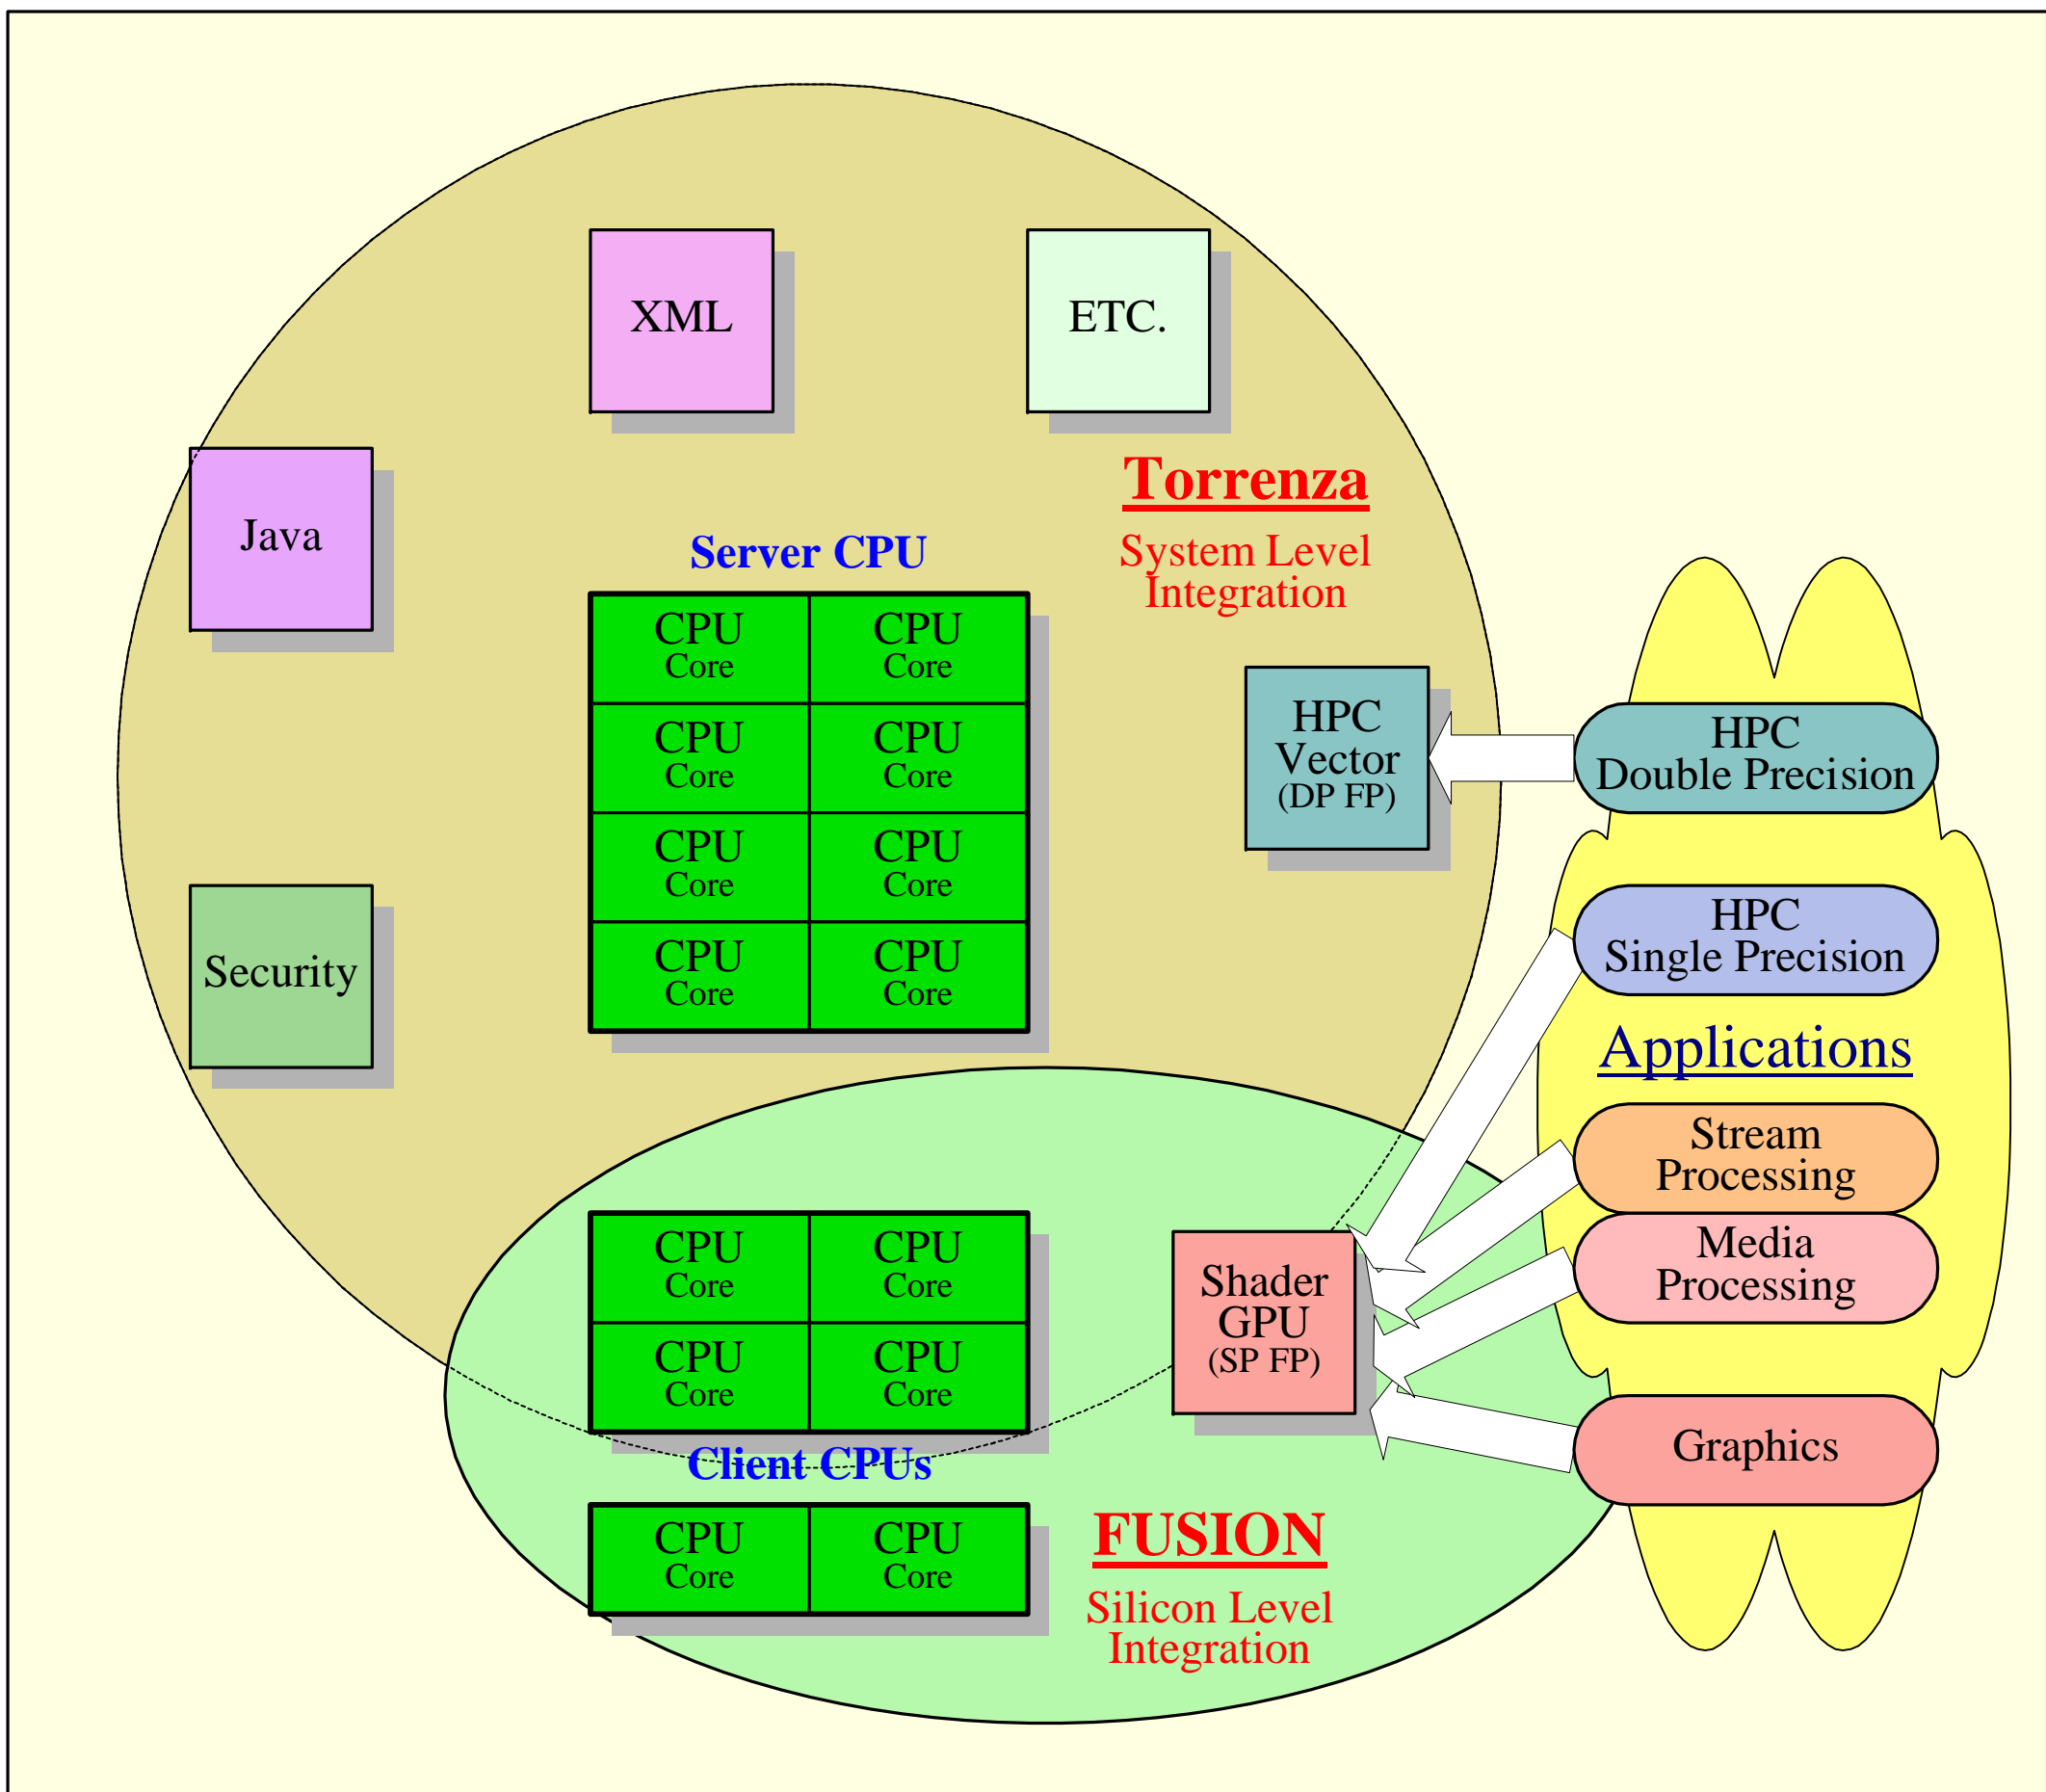 XML
ETC.
Java
Torrenza
System Level
Integration
Server CPU
CPU
Core
CPU
Core
CPU
Core
CPU
Core
CPU
Core
CPU
Core
CPU
Core
CPU
Core
HPC
Vector
(DP FP)
HPC
Double Precision
HPC
Single Precision
Security
Applications
Stream
Processing
Media
Processing
Graphics
CPU
Core
CPU
Core
CPU
Core
CPU
Core
Shader
GPU
(SP FP)
Client CPUs
CPU
Core
CPU
Core
FUSION
Silicon Level
Integration